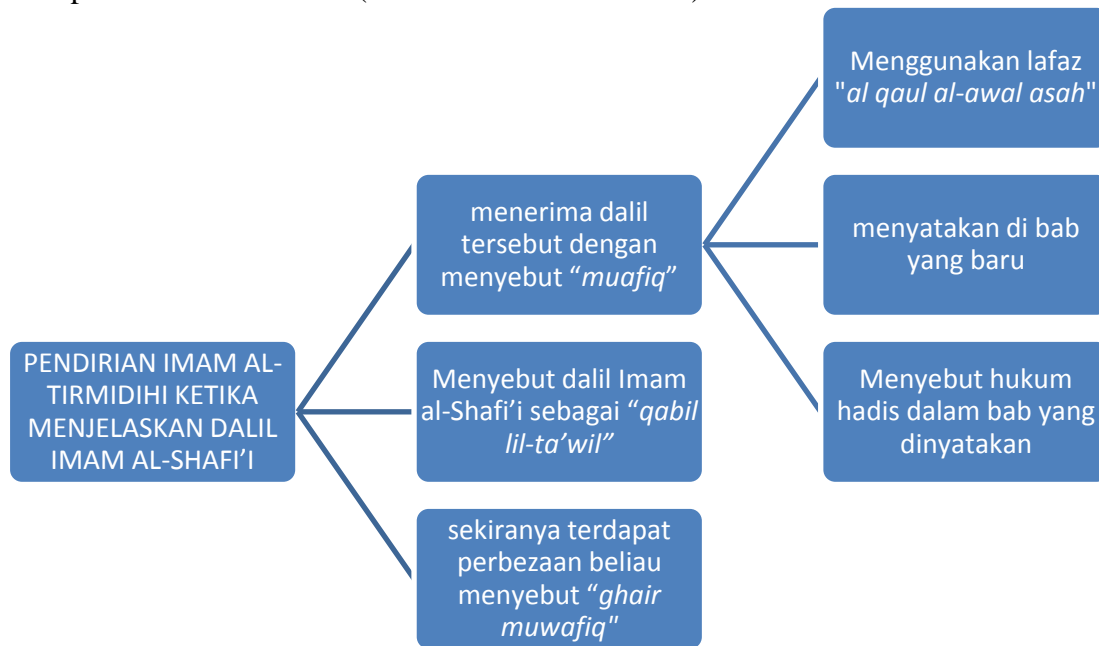 PENDIRIAN IMAM AL-
TIRMIDIHI KETIKA
MENJELASKAN DALIL
IMAM AL-SHAFI'I
menerima dalil
tersebut dengan
menyebut “muafiq”
Menggunakan lafaz
"al qaul al-awal asah"
menyatakan di bab
yang baru
Menyebut hukum
hadis dalam bab yang
dinyatakan
Menyebut dalil Imam
al-Shafi’i sebagai “qabil
lil-ta’wil”
sekiranya terdapat
perbezaan beliau
menyebut “ghair
muwafiq"